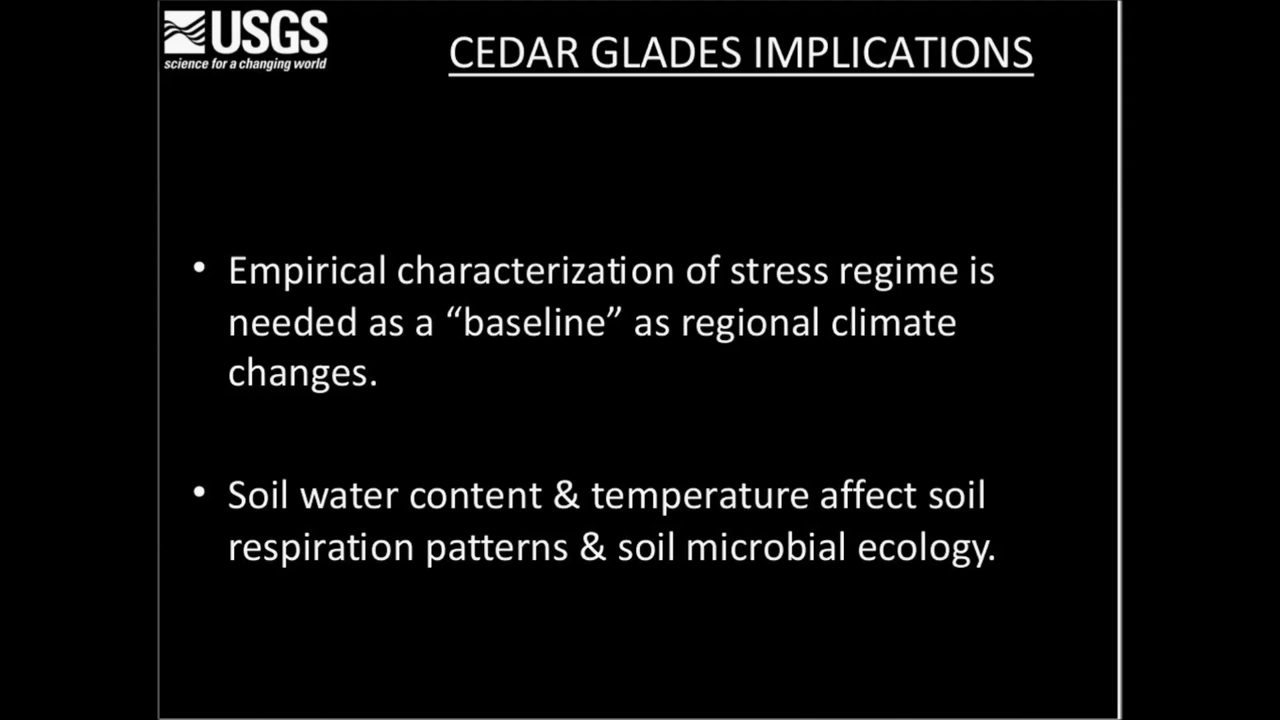 USGS
science for a changing world
CEDAR GLADES IMPLICATIONS
• Empirical characterization of stress regime is
needed as a “baseline” as regional climate
changes.
• Soil water content & temperature affect soil
respiration patterns & soil microbial ecology.